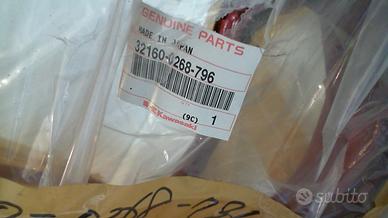 GENUINE PARTS
MADE IN JAPAN
32160-0268-796
(9C) 1
Kawasaki
subito